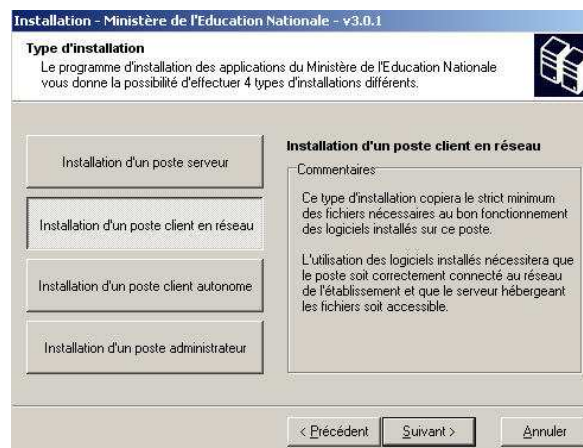 Installation - Ministère de l'Education Nationale - v3.0.1
Type d'installation
Le programme d'installation des applications du Ministère de l'Education Nationale
vous donne la possibilité d'effectuer 4 types d'installations différents.
Installation d'un poste serveur
Installation d'un poste client en réseau
Installation d'un poste client autonome
Installation d'un poste administrateur
Installation d'un poste client en réseau
Commentaires
Ce type d'installation copiera le strict minimum
des fichiers nécessaires au bon fonctionnement
des logiciels installés sur ce poste.
L'utilisation des logiciels installés nécessitera que
le poste soit correctement connecté au réseau
de l'établissement et que le serveur hébergeant
les fichiers soit accessible.
< Précédent
Suivant >
Annuler